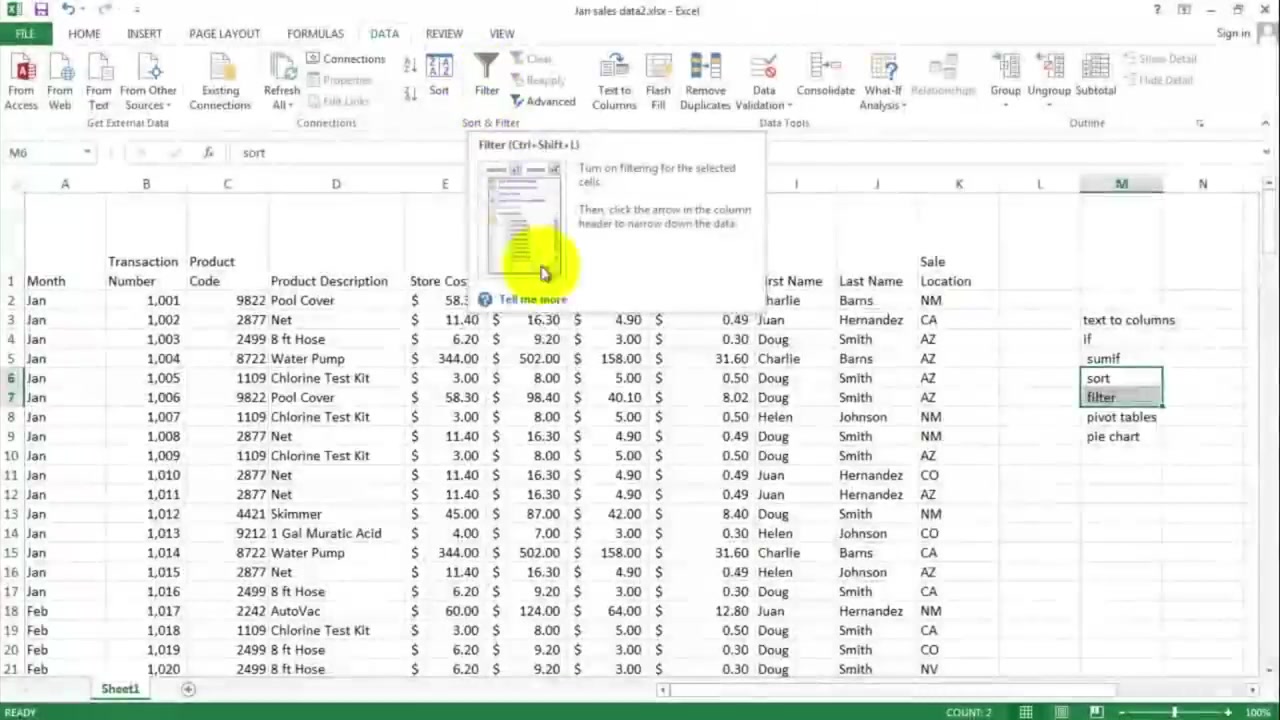 Jan sales data2.xlsx - Excel
?
FILE HOME INSERT PAGE LAYOUT FORMULAS DATA REVIEW VIEW Sign in
From Access
From Web
From Text
From Other Sources
Existing Connections
Refresh All
Connections
Properties
Edit Links
Sort
Filter
Clear
Reapply
Advanced
Text to Columns
Flash Fill
Remove Duplicates
Data Validation
Consolidate
What-If Analysis
Relationships
Group
Ungroup
Subtotal
Show Detail
Hide Detail
Get External Data Connections Sort & Filter Data Tools Outline
M6 fx sort
Filter (Ctrl+Shift+L)
Turn on filtering for the selected
cells.
Then, click the arrow in the column
header to narrow down the data.
Tell me more
A B C D E I J K L M N
1 Month Transaction Number Product Code Product Description Store Cos First Name Last Name Sale Location
2 Jan 1,001 9822 Pool Cover $ 58.3 Charlie Barns NM
3 Jan 1,002 2877 Net $ 11.40 $ 16.30 $ 4.90 $ 0.49 Juan Hernandez CA text to columns
4 Jan 1,003 2499 8 ft Hose $ 6.20 $ 9.20 $ 3.00 $ 0.30 Doug Smith AZ if
5 Jan 1,004 8722 Water Pump $ 344.00 $ 502.00 $ 158.00 $ 31.60 Charlie Barns AZ sumif
6 Jan 1,005 1109 Chlorine Test Kit $ 3.00 $ 8.00 $ 5.00 $ 0.50 Doug Smith AZ sort
7 Jan 1,006 9822 Pool Cover $ 58.30 $ 98.40 $ 40.10 $ 8.02 Doug Smith AZ filter
8 Jan 1,007 1109 Chlorine Test Kit $ 3.00 $ 8.00 $ 5.00 $ 0.50 Helen Johnson NM pivot tables
9 Jan 1,008 2877 Net $ 11.40 $ 16.30 $ 4.90 $ 0.49 Doug Smith NM pie chart
10 Jan 1,009 1109 Chlorine Test Kit $ 3.00 $ 8.00 $ 5.00 $ 0.50 Doug Smith AZ
11 Jan 1,010 2877 Net $ 11.40 $ 16.30 $ 4.90 $ 0.49 Juan Hernandez CO
12 Jan 1,011 2877 Net $ 11.40 $ 16.30 $ 4.90 $ 0.49 Juan Hernandez AZ
13 Jan 1,012 4421 Skimmer $ 45.00 $ 87.00 $ 42.00 $ 8.40 Doug Smith NM
14 Jan 1,013 9212 1 Gal Muratic Acid $ 4.00 $ 7.00 $ 3.00 $ 0.30 Helen Johnson CO
15 Jan 1,014 8722 Water Pump $ 344.00 $ 502.00 $ 158.00 $ 31.60 Charlie Barns CA
16 Jan 1,015 2877 Net $ 11.40 $ 16.30 $ 4.90 $ 0.49 Helen Johnson AZ
17 Jan 1,016 2499 8 ft Hose $ 6.20 $ 9.20 $ 3.00 $ 0.30 Doug Smith CA
18 Feb 1,017 2242 AutoVac $ 60.00 $ 124.00 $ 64.00 $ 12.80 Juan Hernandez NM
19 Feb 1,018 1109 Chlorine Test Kit $ 3.00 $ 8.00 $ 5.00 $ 0.50 Doug Smith CA
20 Feb 1,019 2499 8 ft Hose $ 6.20 $ 9.20 $ 3.00 $ 0.30 Doug Smith CO
21 Feb 1,020 2499 8 ft Hose $ 6.20 $ 9.20 $ 3.00 $ 0.30 Doug Smith NV
Sheet1
READY COUNT: 2 100%